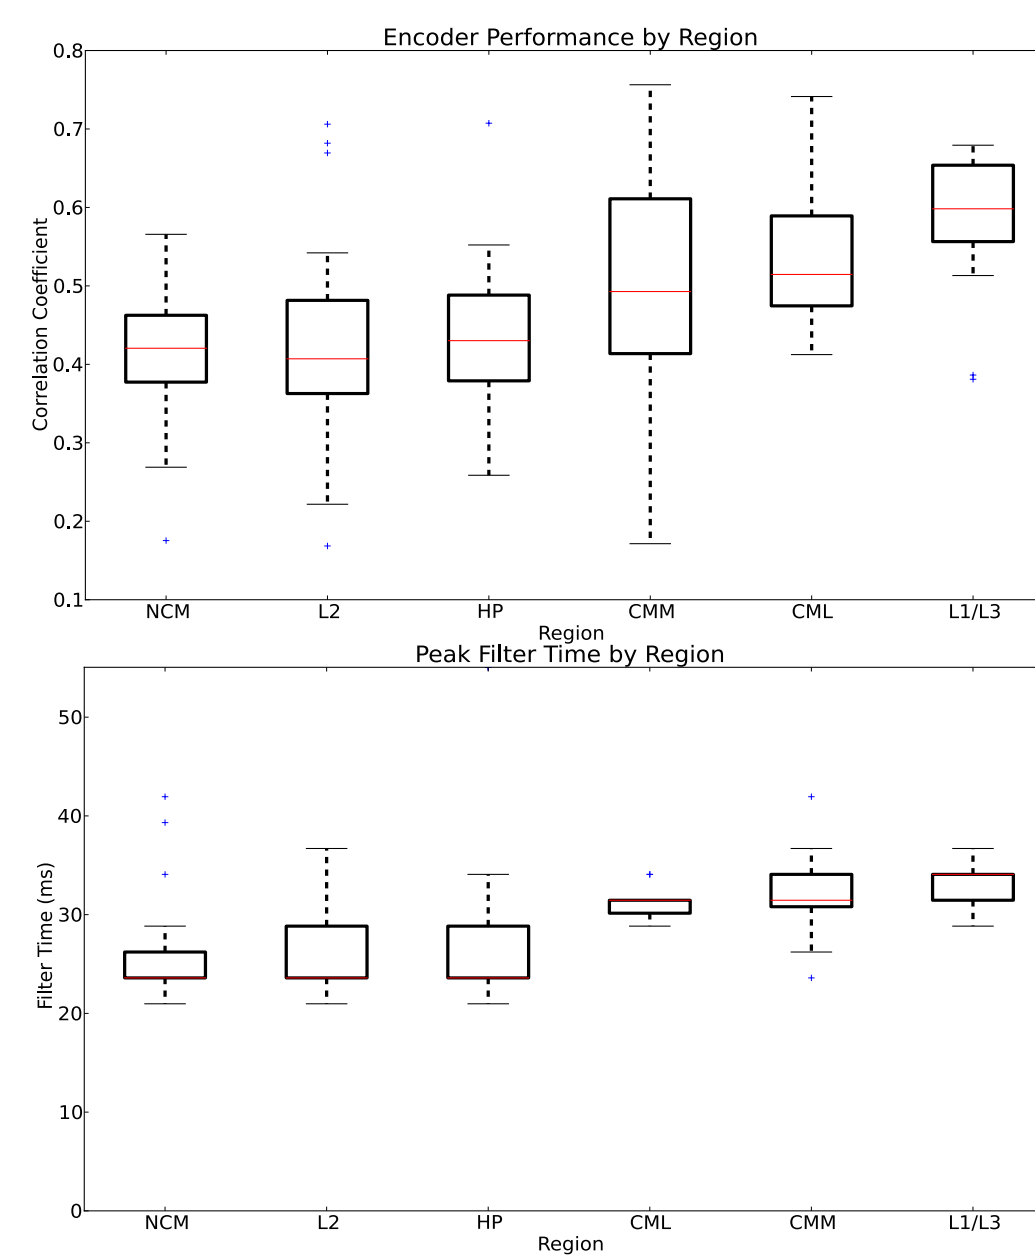 Encoder Performance by Region
0.8
0.7
0.6
0.5
0.4
0.3
0.2
0.1
Correlation Coefficient
NCM L2 HP CMM CML L1/L3
Region
Peak Filter Time by Region
50
40
30
20
10
0
Filter Time (ms)
NCM L2 HP CML CMM L1/L3
Region